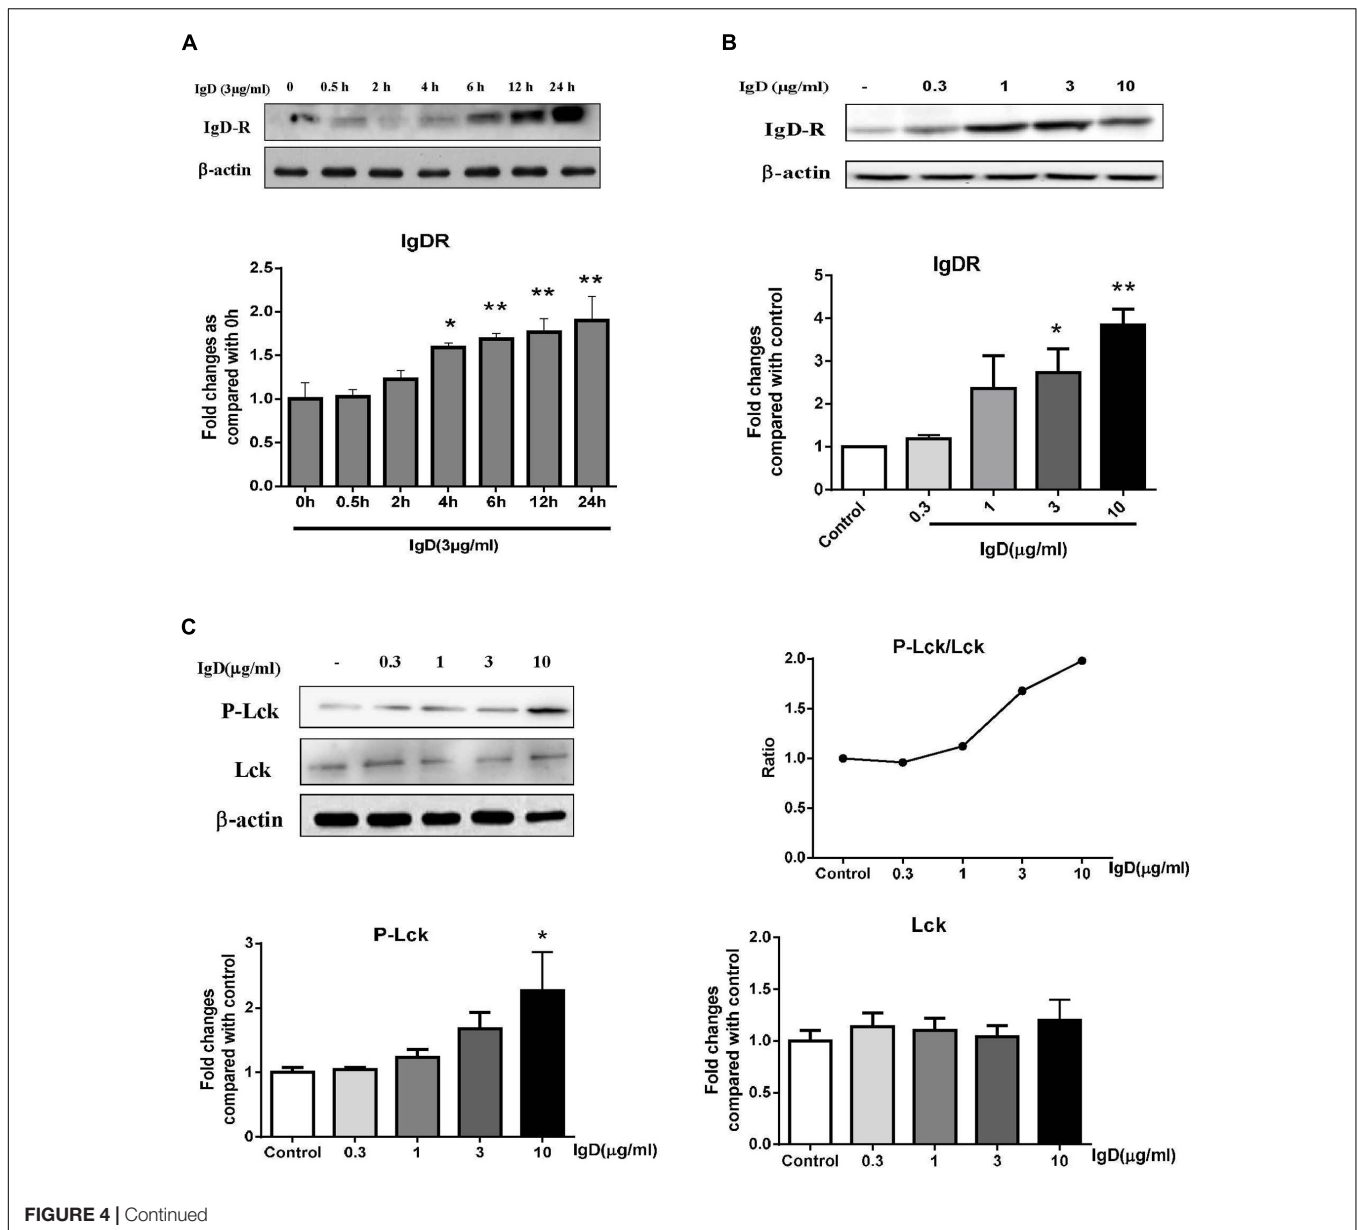 A
IgD (3µg/ml) 0 0.5 h 2 h 4 h 6 h 12 h 24 h
IgD-R
β-actin
IgDR
Fold changes as
compared with 0h
2.5
2.0
1.5
1.0
0.5
0.0
* ** ** **
0h 0.5h 2h 4h 6h 12h 24h
IgD(3µg/ml)
B
IgD (µg/ml) - 0.3 1 3 10
IgD-R
β-actin
IgDR
Fold changes
compared with control
5
4
3
2
1
0
* **
Control 0.3 1 3 10
IgD(µg/ml)
C
IgD(µg/ml) - 0.3 1 3 10
P-Lck
Lck
β-actin
P-Lck/Lck
Ratio
2.0
1.5
1.0
0.5
0.0
Control 0.3 1 3 10 IgD(µg/ml)
P-Lck
Fold changes
compared with control
3
2
1
0
*
Control 0.3 1 3 10 IgD(µg/ml)
Lck
Fold changes
compared with control
2.0
1.5
1.0
0.5
0.0
Control 0.3 1 3 10 IgD(µg/ml)
FIGURE 4 | Continued